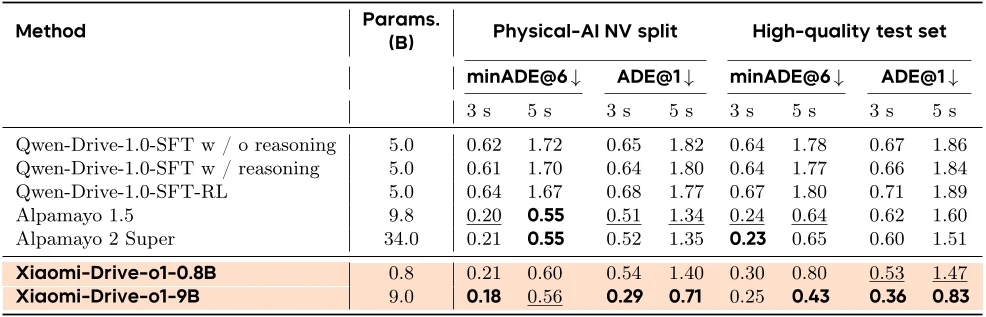 Method Params. (B) Physical-AI NV split High-quality test set
minADE@6↓ ADE@1↓ minADE@6↓ ADE@1↓
3 s 5 s 3 s 5 s 3 s 5 s 3 s 5 s
Qwen-Drive-1.0-SFT w / o reasoning 5.0 0.62 1.72 0.65 1.82 0.64 1.78 0.67 1.86
Qwen-Drive-1.0-SFT w / reasoning 5.0 0.61 1.70 0.64 1.80 0.64 1.77 0.66 1.84
Qwen-Drive-1.0-SFT-RL 5.0 0.64 1.67 0.68 1.77 0.67 1.80 0.71 1.89
Alpamayo 1.5 9.8 0.20 0.55 0.51 1.34 0.24 0.64 0.62 1.60
Alpamayo 2 Super 34.0 0.21 0.55 0.52 1.35 0.23 0.65 0.60 1.51
Xiaomi-Drive-o1-0.8B 0.8 0.21 0.60 0.54 1.40 0.30 0.80 0.53 1.47
Xiaomi-Drive-o1-9B 9.0 0.18 0.56 0.29 0.71 0.25 0.43 0.36 0.83